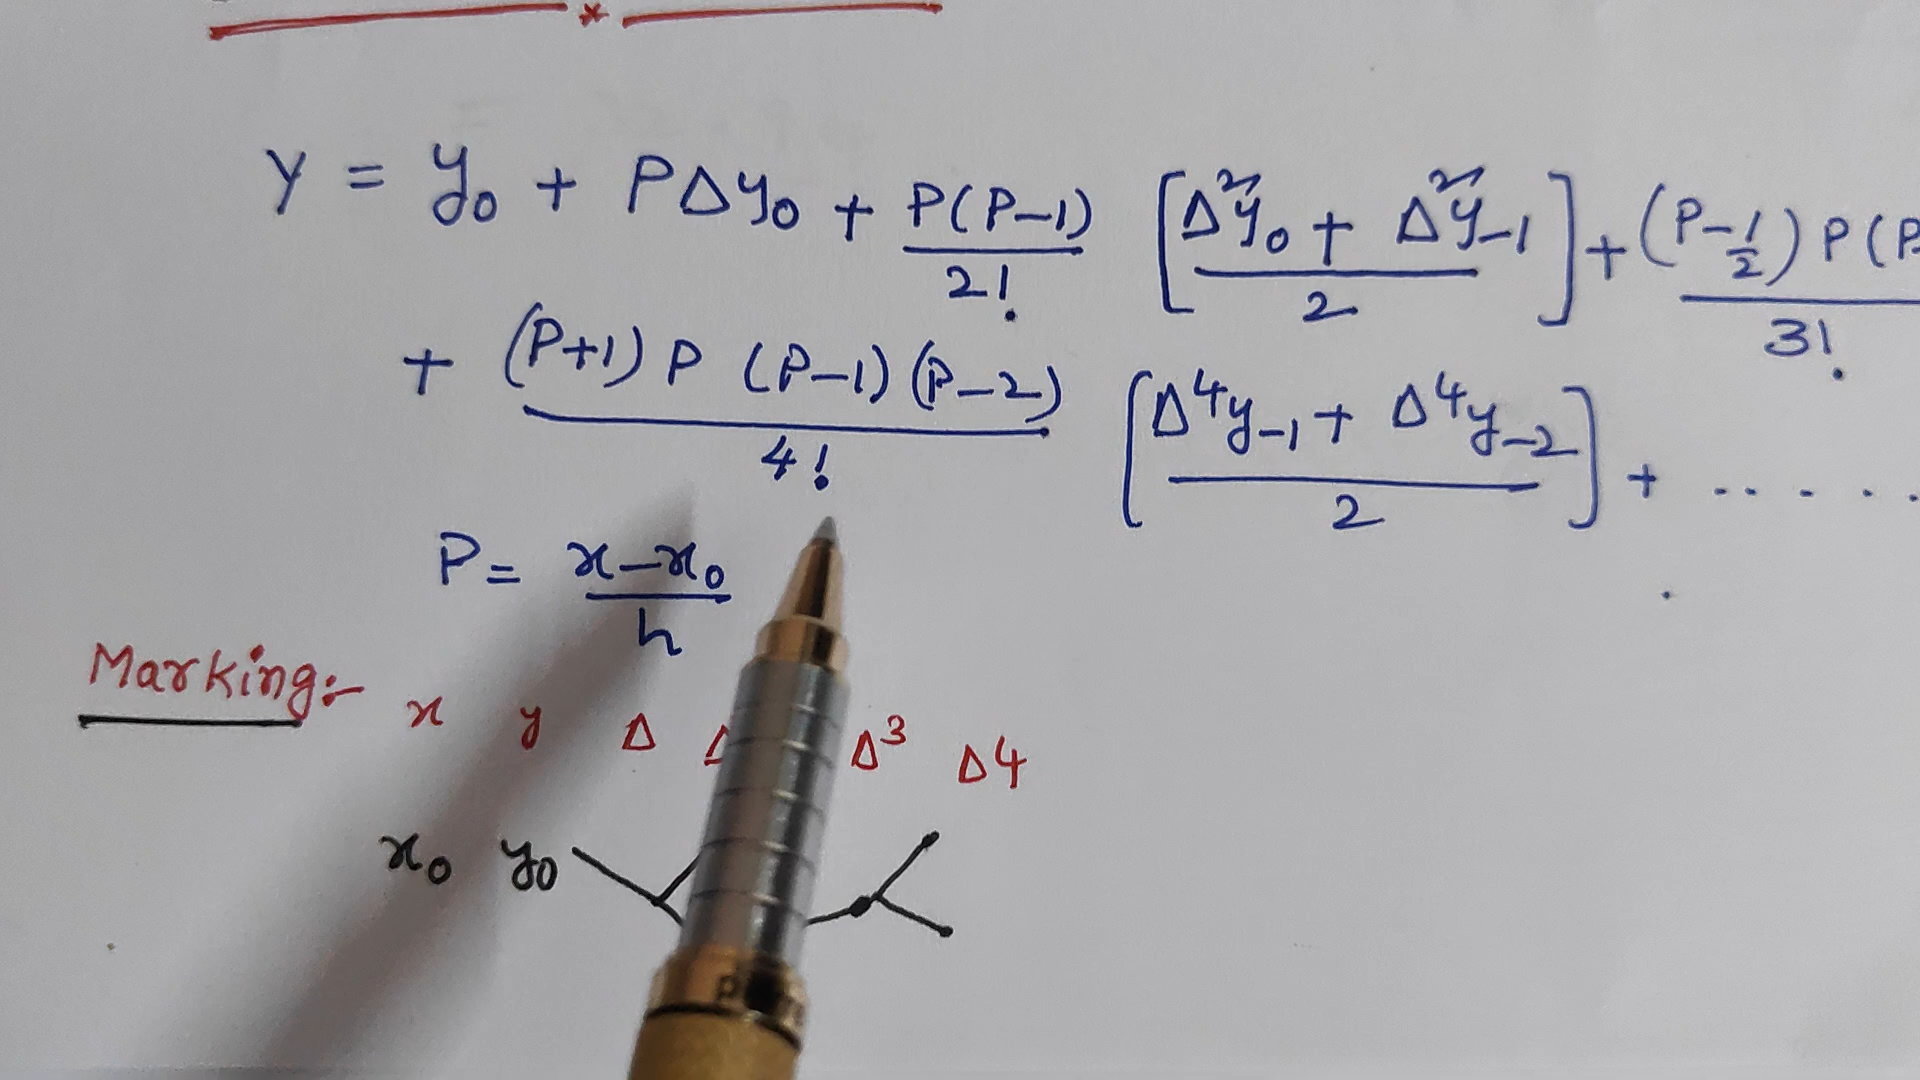 y = y₀ + PΔy₀ + P(P-1)/2! [(Δ²y₀ + Δ²y₋₁)/2] + (P-1/2) P (P /3!
+ (P+1) P (P-1) (P-2)/4! [(Δ⁴y₋₁ + Δ⁴y₋₂)/2] + ......
P = (x-x₀)/h
Marking:- x y Δ Δ Δ³ Δ4
x₀ y₀